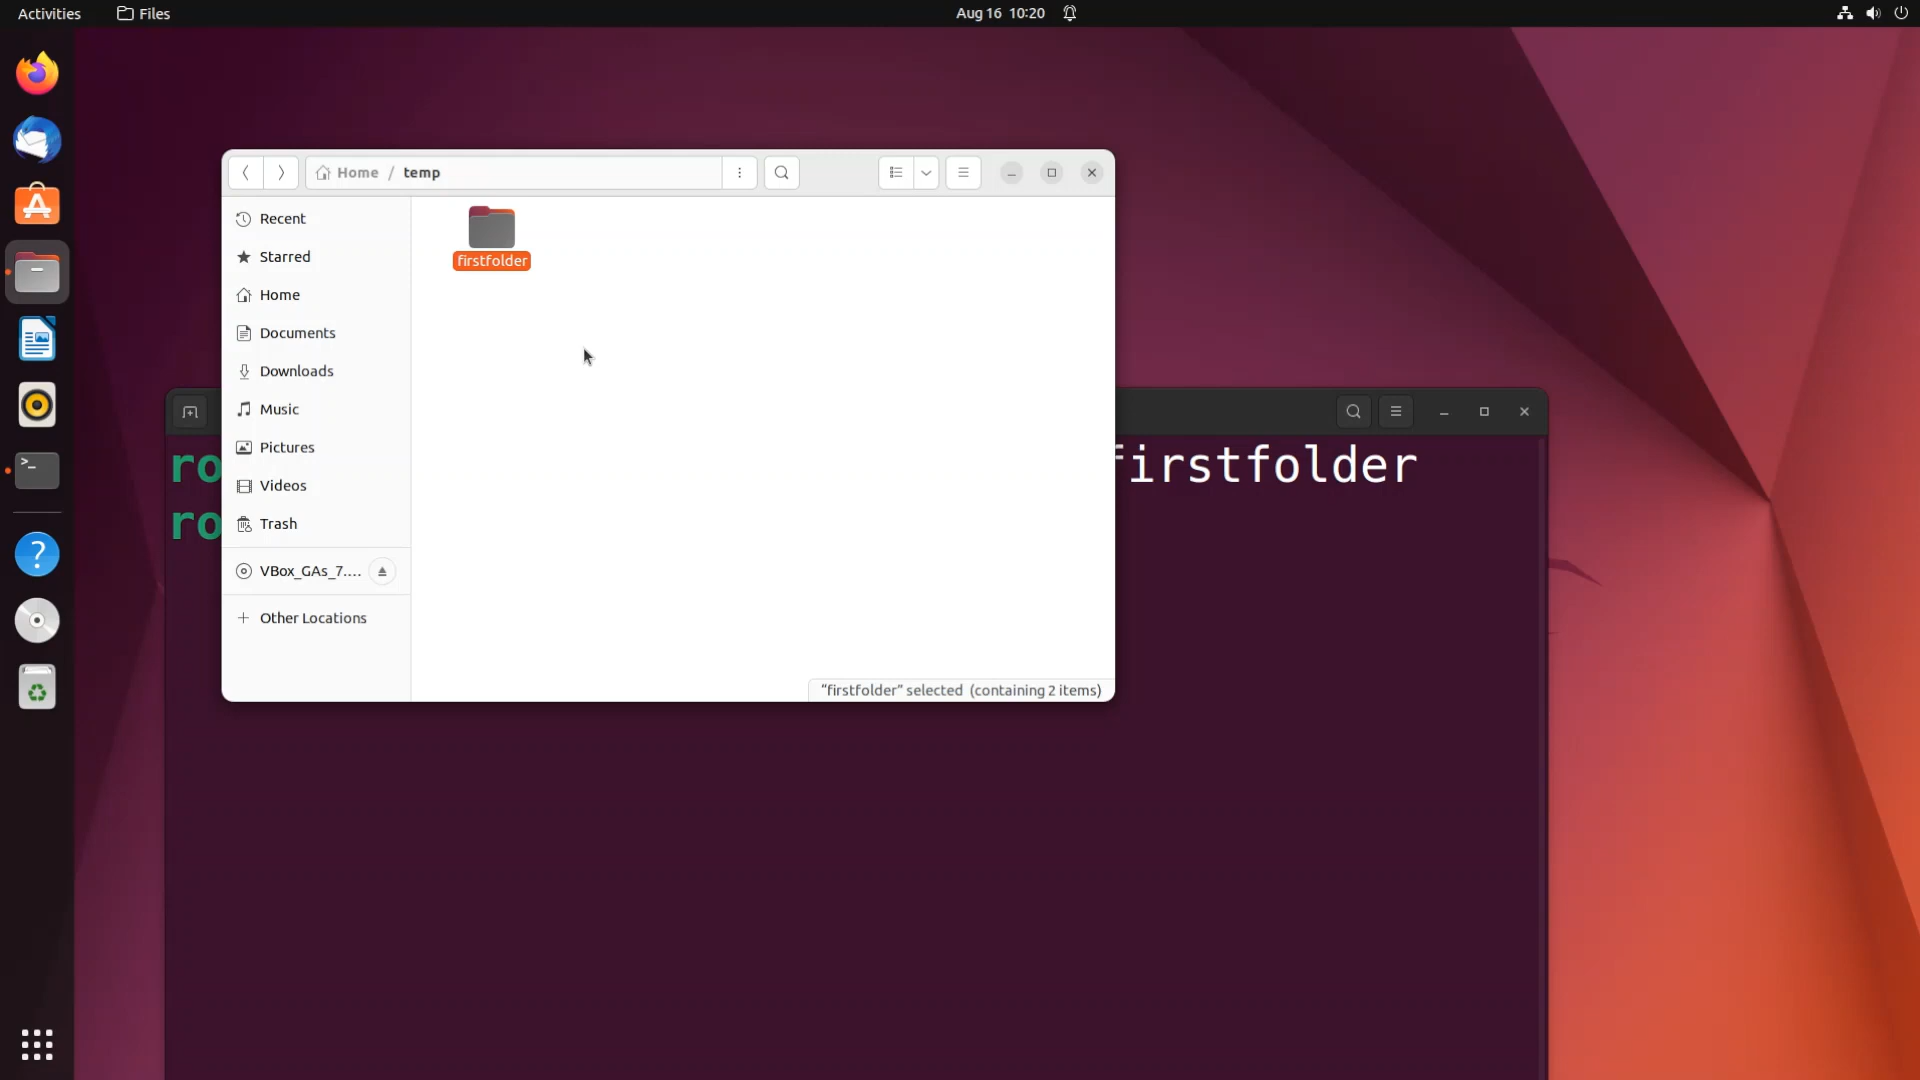 Activities Files Aug 16 10:20
Home / temp
firstfolder
Recent
Starred
Home
Documents
Downloads
Music
Pictures
Videos
Trash
VBox_GAs_7....
Other Locations
"firstfolder" selected (containing 2 items)
ro firstfolder
ro